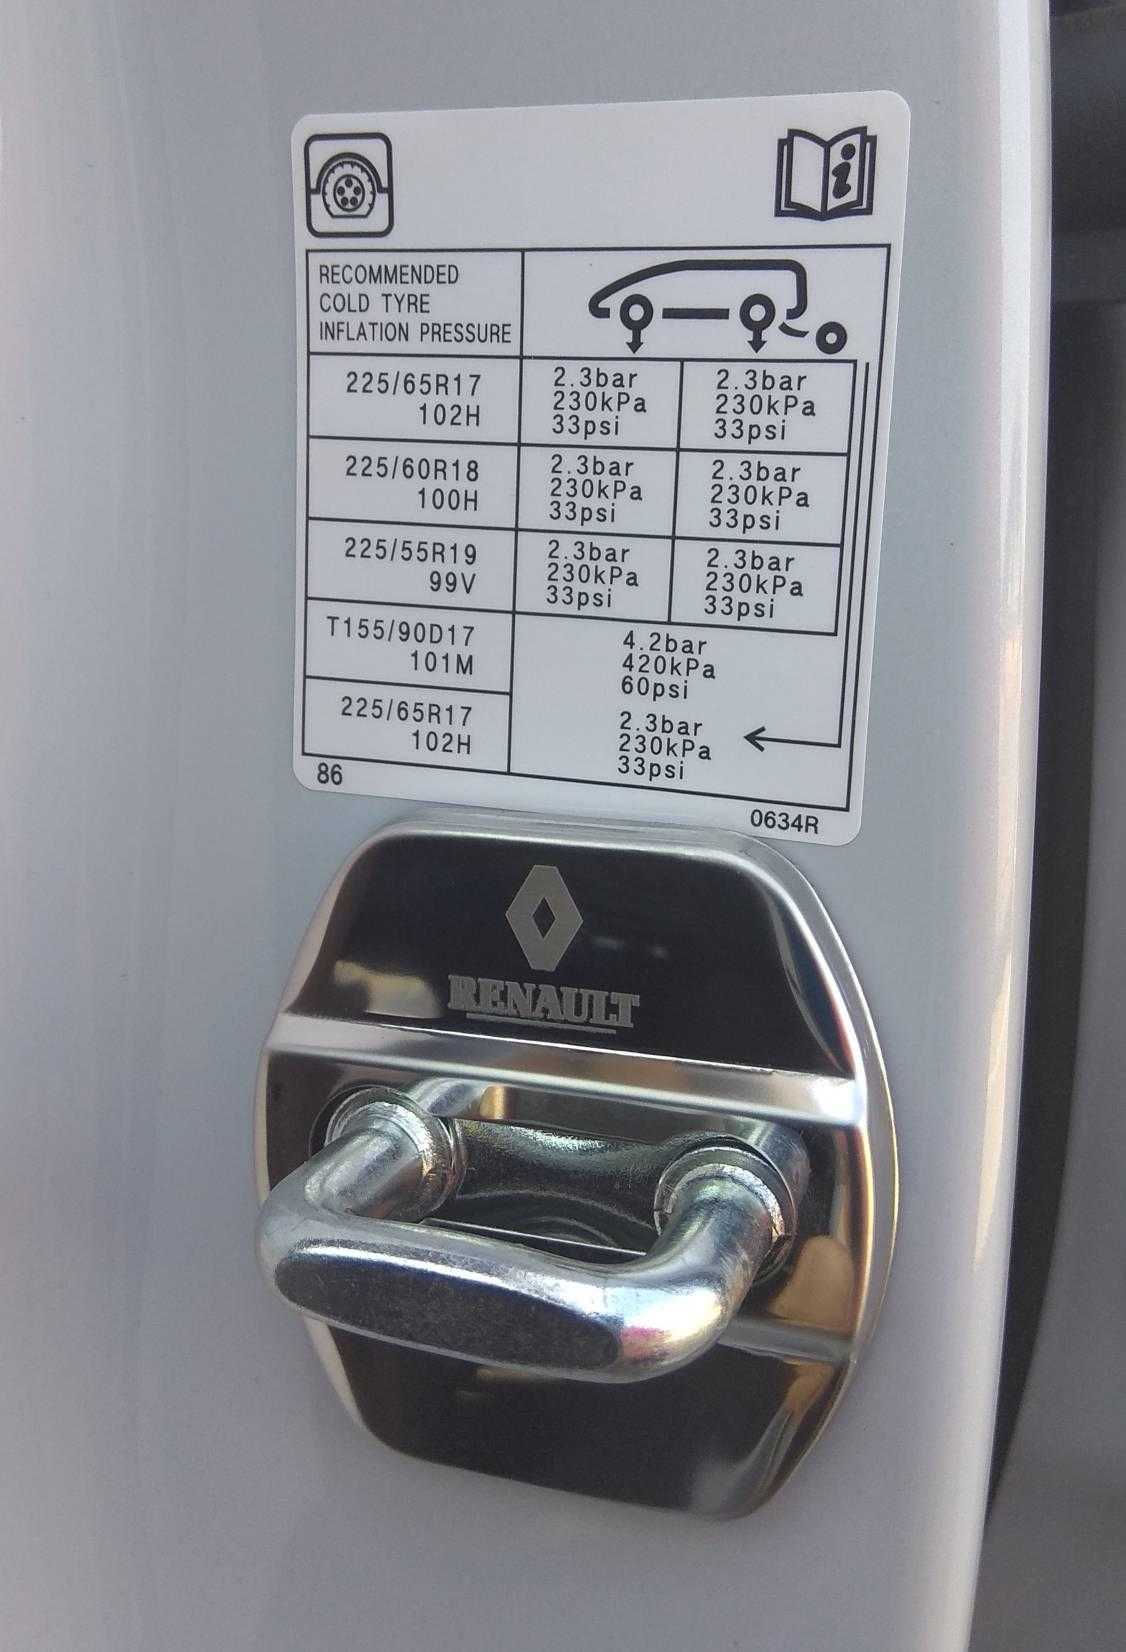 RECOMMENDED
COLD TYRE
INFLATION PRESSURE
225/65R17
102H
2.3bar
230kPa
33psi
2.3bar
230kPa
33psi
225/60R18
100H
2.3bar
230kPa
33psi
2.3bar
230kPa
33psi
225/55R19
99V
2.3bar
230kPa
33psi
2.3bar
230kPa
33psi
T155/90D17
101M
4.2bar
420kPa
60psi
225/65R17
102H
2.3bar
230kPa
33psi
86
0634R
RENAULT